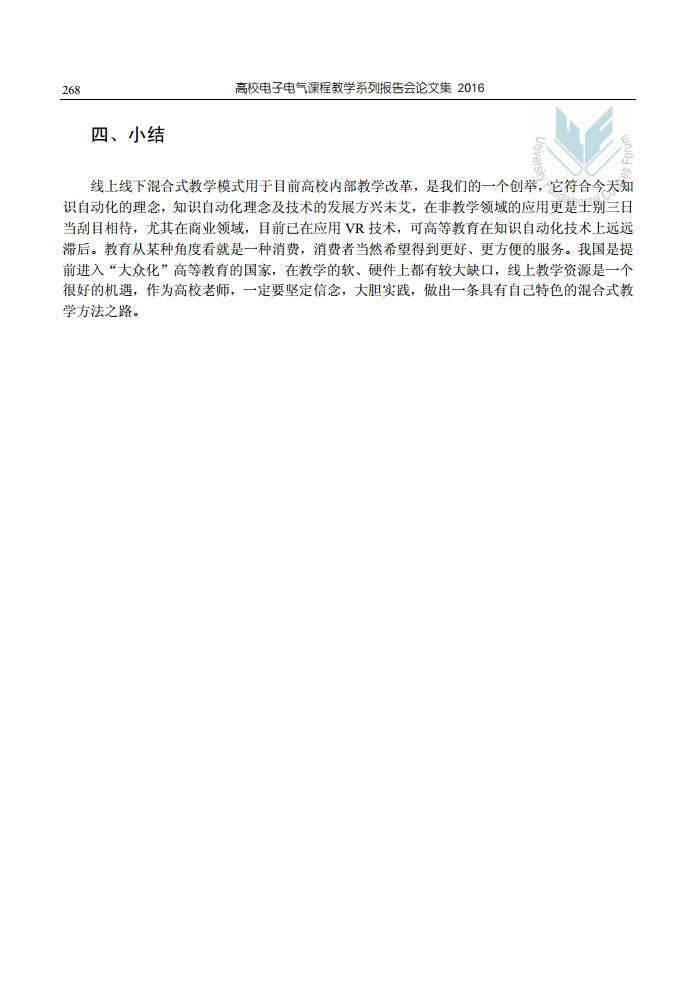 268
高校电子电气课程教学系列报告会论文集 2016
四、小结
线上线下混合式教学模式用于目前高校内部教学改革，是我们的一个创举，它符合今天知
识自动化的理念，知识自动化理念及技术的发展方兴未艾，在非教学领域的应用更是士别三日
当刮目相待，尤其在商业领域，目前已在应用 VR 技术，可高等教育在知识自动化技术上远远
滞后。教育从某种角度看就是一种消费，消费者当然希望得到更好、更方便的服务。我国是提
前进入“大众化”高等教育的国家，在教学的软、硬件上都有较大缺口，线上教学资源是一个
很好的机遇，作为高校老师，一定要坚定信念，大胆实践，做出一条具有自己特色的混合式教
学方法之路。
University Fundamental Courses Forum